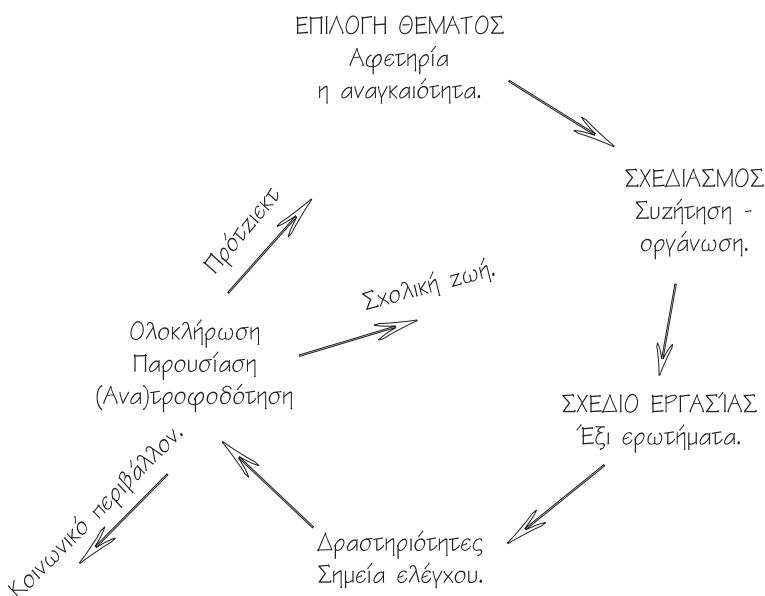 ΕΠΙΛΟΓΗ ΘΕΜΑΤΟΣ
Αφετηρία
η αναγκαιότητα.
ΣΧΕΔΙΑΣΜΟΣ
Συζήτηση -
οργάνωση.
ΣΧΕΔΙΟ ΕΡΓΑΣΊΑΣ
Έξι ερωτήματα.
Δραστηριότητες
Σημεία ελέγχου.
Ολοκλήρωση
Παρουσίαση
(Ανα)τροφοδότηση
Πρότζιεκτ
Σχολική ζωή.
Κοινωνικό περιβάλλον.